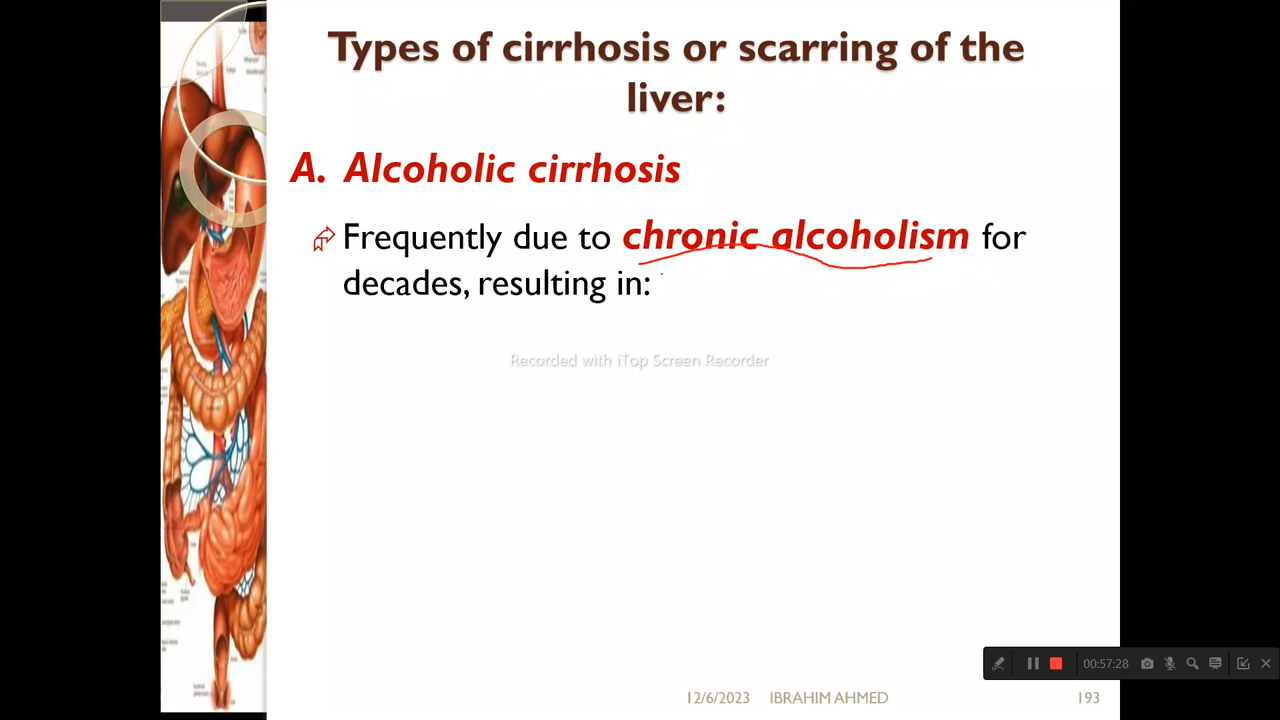 Types of cirrhosis or scarring of the
liver:
A. Alcoholic cirrhosis
Frequently due to chronic alcoholism for
decades, resulting in:
Recorded with iTop Screen Recorder
00:57:28
12/6/2023 IBRAHIM AHMED 193